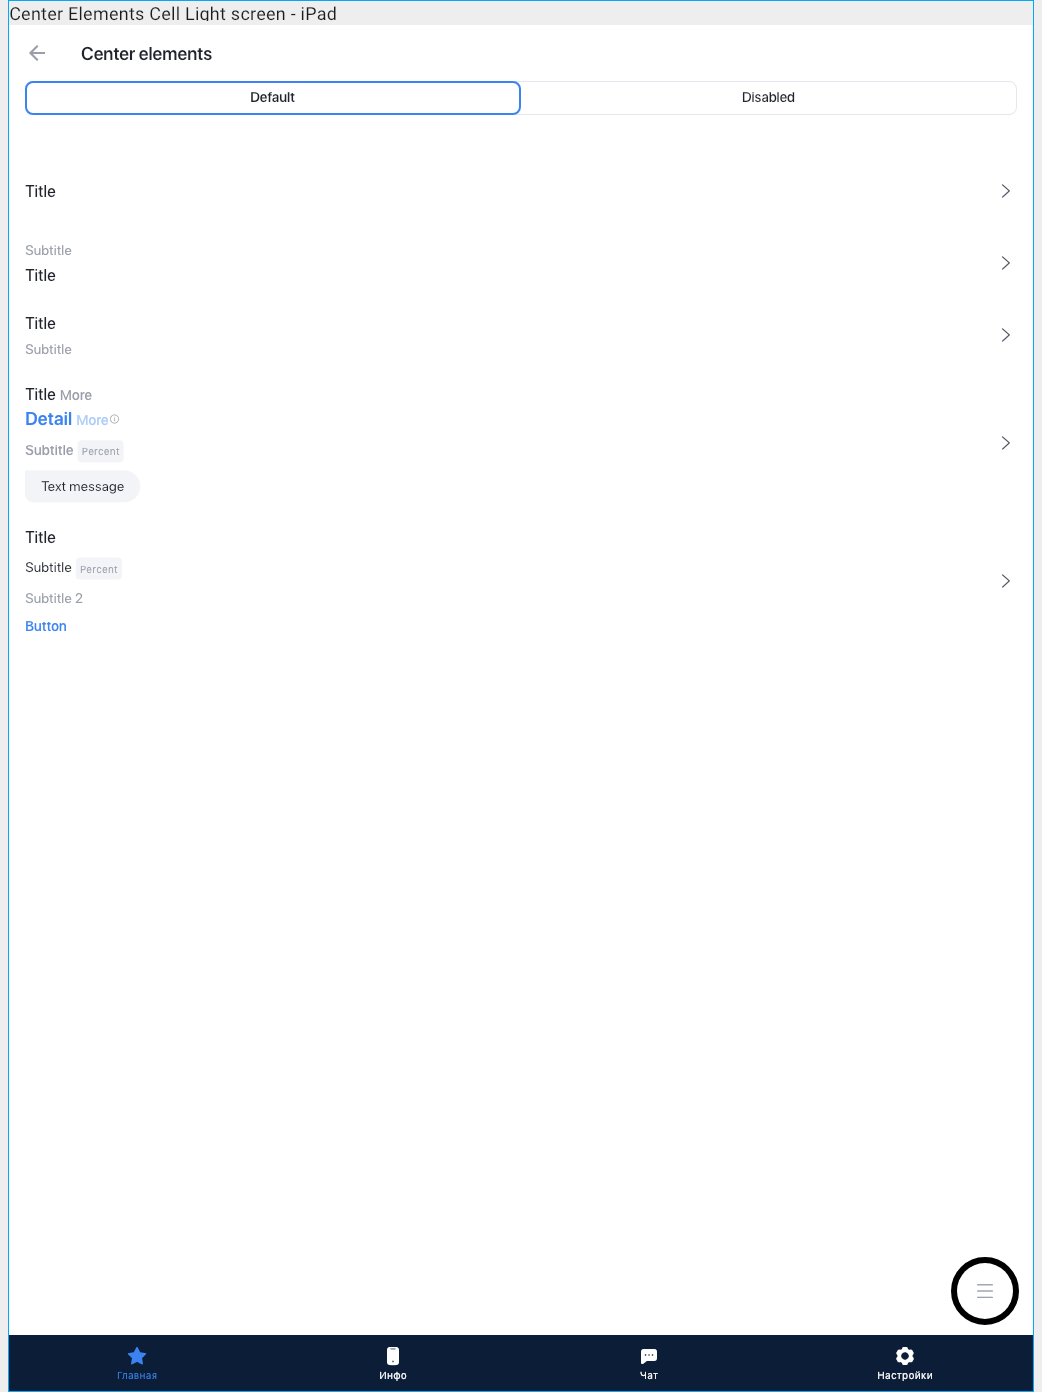 Center Elements Cell Light screen - iPad
Center elements
Default Disabled
Title
Subtitle
Title
Title
Subtitle
Title More
Detail More
Subtitle Percent
Text message
Title
Subtitle Percent
Subtitle 2
Button
Главная Инфо Чат Настройки